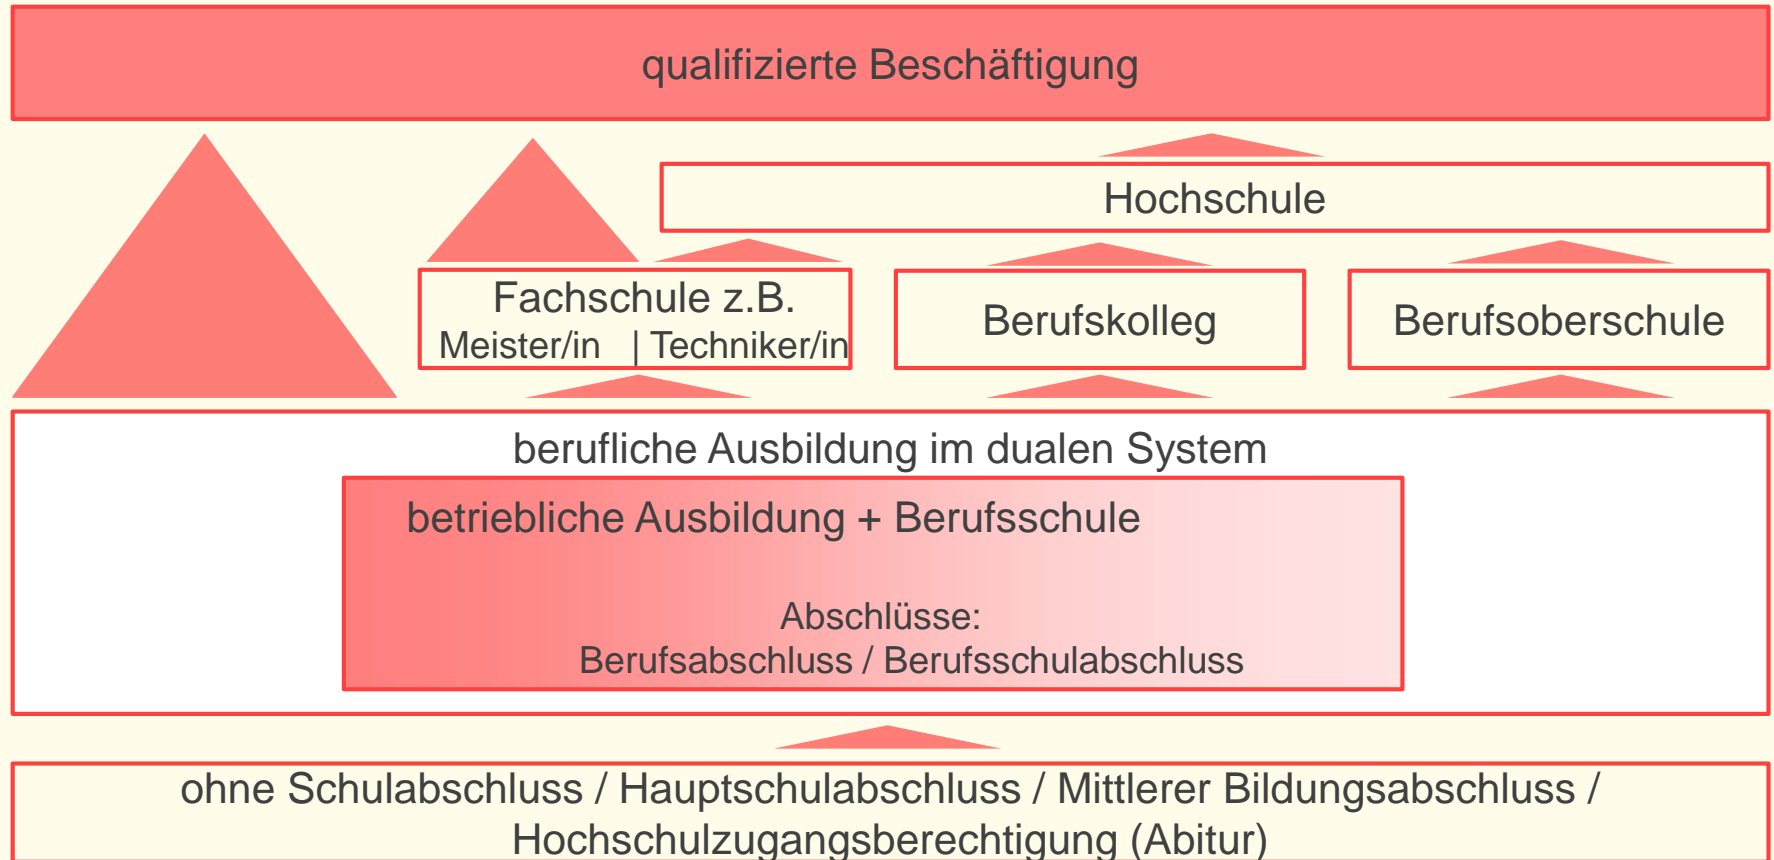 qualifizierte Beschäftigung
Hochschule
Fachschule z.B.
Meister/in | Techniker/in
Berufskolleg
Berufsoberschule
berufliche Ausbildung im dualen System
betriebliche Ausbildung + Berufsschule
Abschlüsse:
Berufsabschluss / Berufsschulabschluss
ohne Schulabschluss / Hauptschulabschluss / Mittlerer Bildungsabschluss /
Hochschulzugangsberechtigung (Abitur)